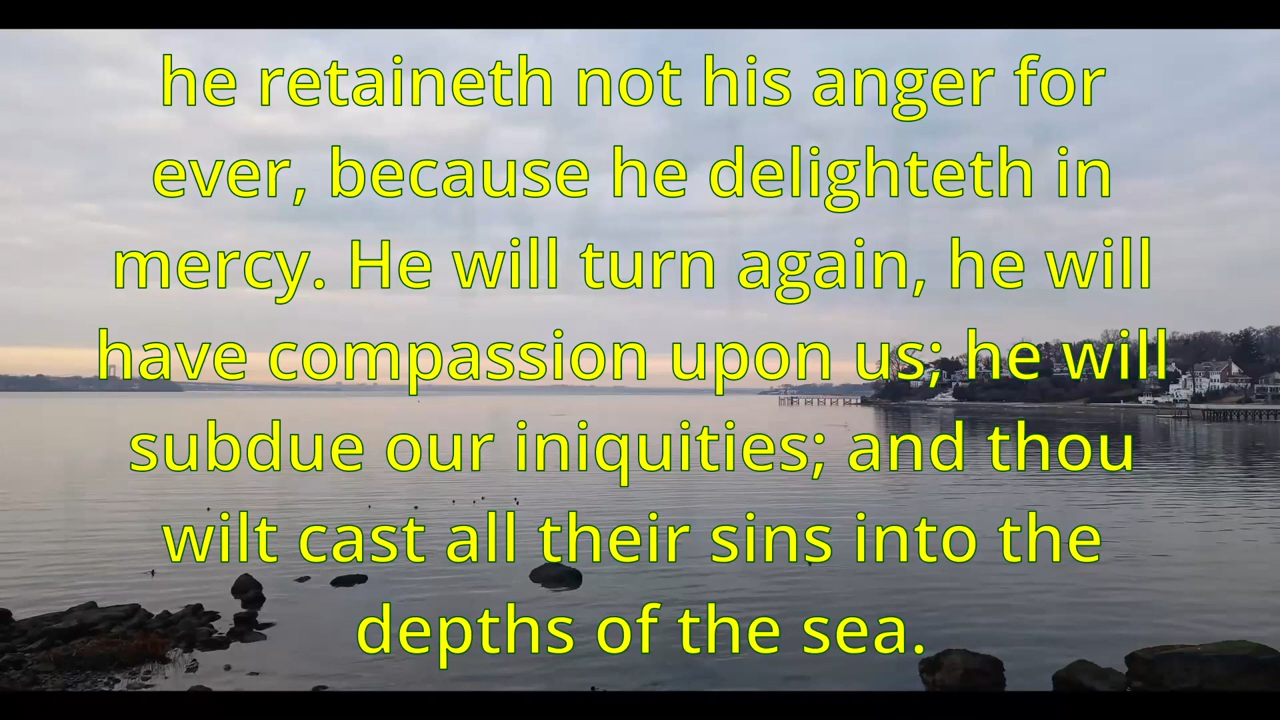 he retaineth not his anger for
ever, because he delighteth in
mercy. He will turn again, he will
have compassion upon us; he will
subdue our iniquities; and thou
wilt cast all their sins into the
depths of the sea.